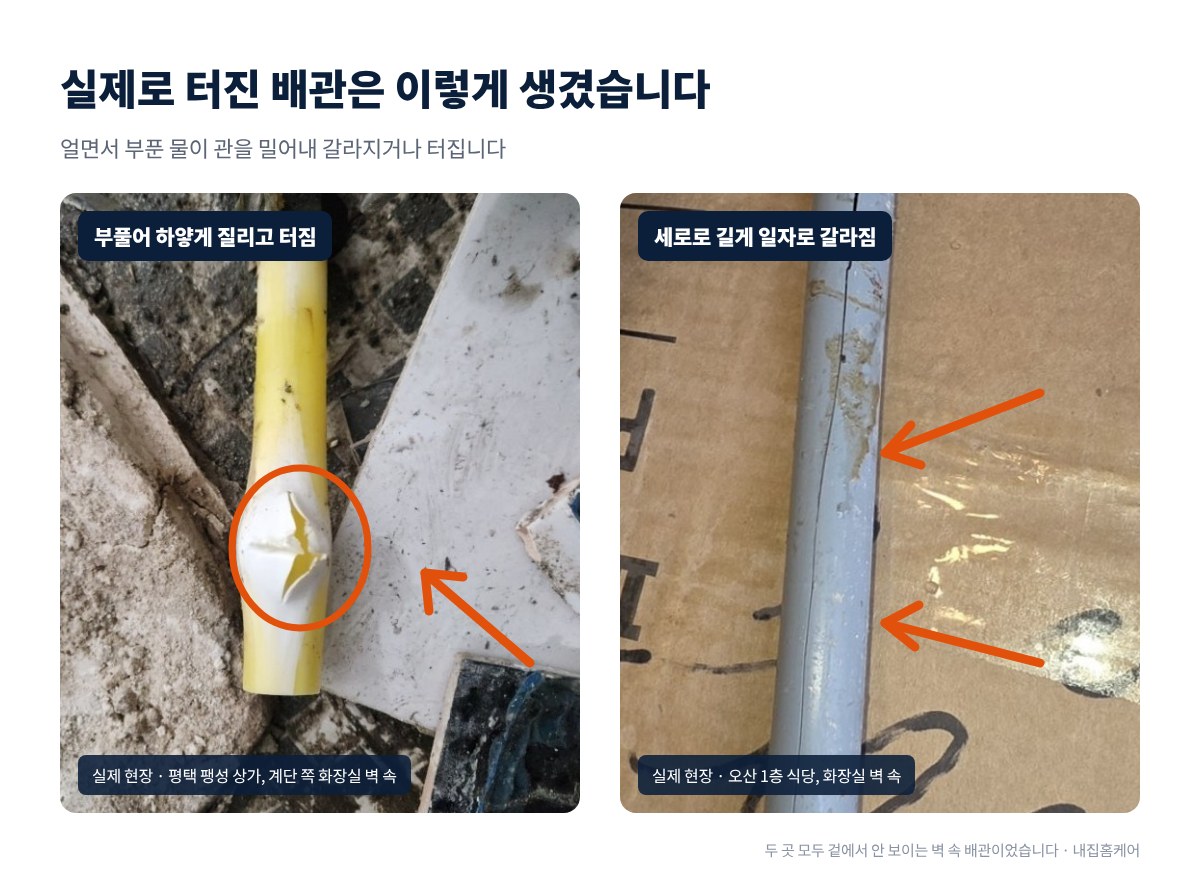 실제로 터진 배관은 이렇게 생겼습니다
얼면서 부푼 물이 관을 밀어내 갈라지거나 터집니다
부풀어 하얗게 질리고 터짐
세로로 길게 일자로 갈라짐
실제 현장 · 평택 팽성 상가, 계단 쪽 화장실 벽 속
실제 현장 · 오산 1층 식당, 화장실 벽 속
두 곳 모두 겉에서 안 보이는 벽 속 배관이었습니다 · 내집홈케어